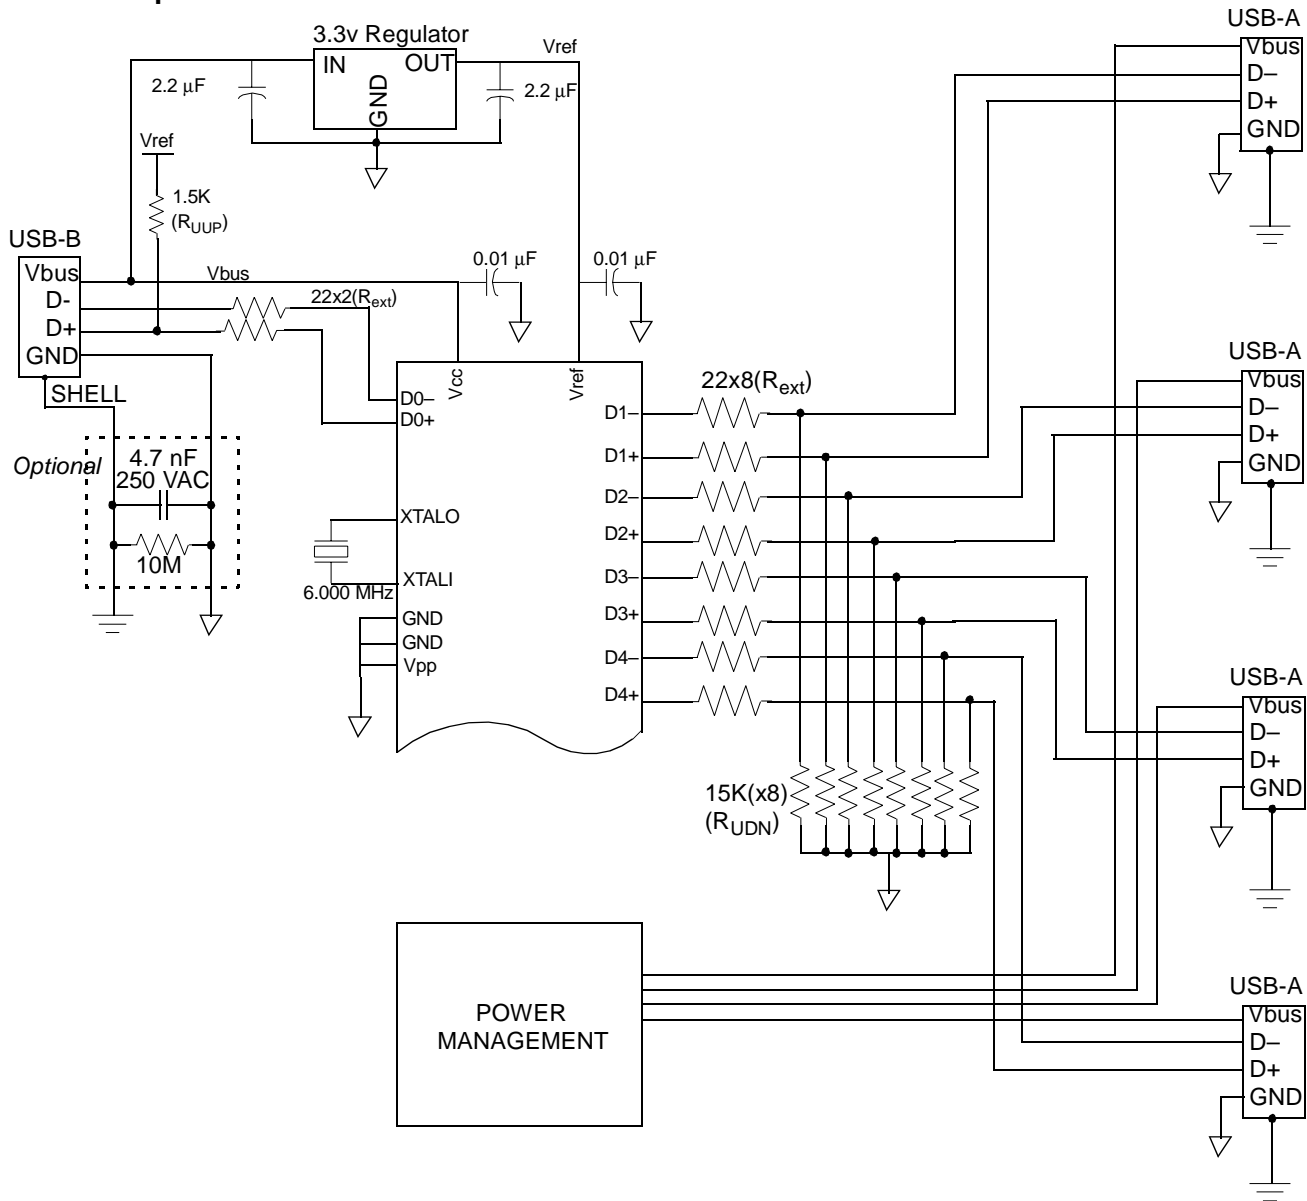 USB-A
3.3v Regulator
Vref
IN
OUT
GND
2.2 µF
2.2 µF
Vbus
D–
D+
GND
Vref
1.5K
(RUUP)
USB-B
Vbus
D-
D+
GND
SHELL
Vbus
22x2(Rext)
0.01 µF
0.01 µF
Vcc
Vref
D0–
D0+
XTALO
XTALI
6.000 MHz
GND
GND
Vpp
Optional
4.7 nF
250 VAC
10M
22x8(Rext)
D1–
D1+
D2–
D2+
D3–
D3+
D4–
D4+
15K(x8)
(RUDN)
USB-A
Vbus
D–
D+
GND
USB-A
Vbus
D–
D+
GND
POWER
MANAGEMENT
USB-A
Vbus
D–
D+
GND